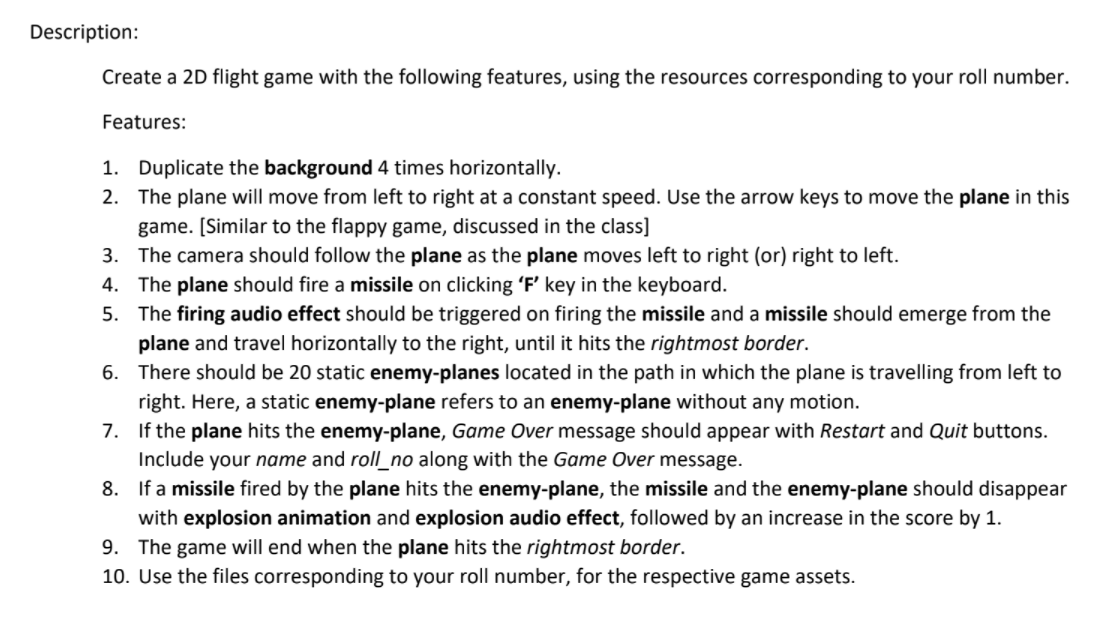 Description:
Create a 2D flight game with the following features, using the resources corresponding to your roll number.
Features:
1. Duplicate the background 4 times horizontally.
2. The plane will move from left to right at a constant speed. Use the arrow keys to move the plane in this
game. [Similar to the flappy game, discussed in the class]
3. The camera should follow the plane as the plane moves left to right (or) right to left.
4. The plane should fire a missile on clicking ‘F’ key in the keyboard.
5. The firing audio effect should be triggered on firing the missile and a missile should emerge from the
plane and travel horizontally to the right, until it hits the rightmost border.
6. There should be 20 static enemy-planes located in the path in which the plane is travelling from left to
right. Here, a static enemy-plane refers to an enemy-plane without any motion.
7. If the plane hits the enemy-plane, Game Over message should appear with Restart and Quit buttons.
Include your name and roll_no along with the Game Over message.
8. If a missile fired by the plane hits the enemy-plane, the missile and the enemy-plane should disappear
with explosion animation and explosion audio effect, followed by an increase in the score by 1.
9. The game will end when the plane hits the rightmost border.
10. Use the files corresponding to your roll number, for the respective game assets.